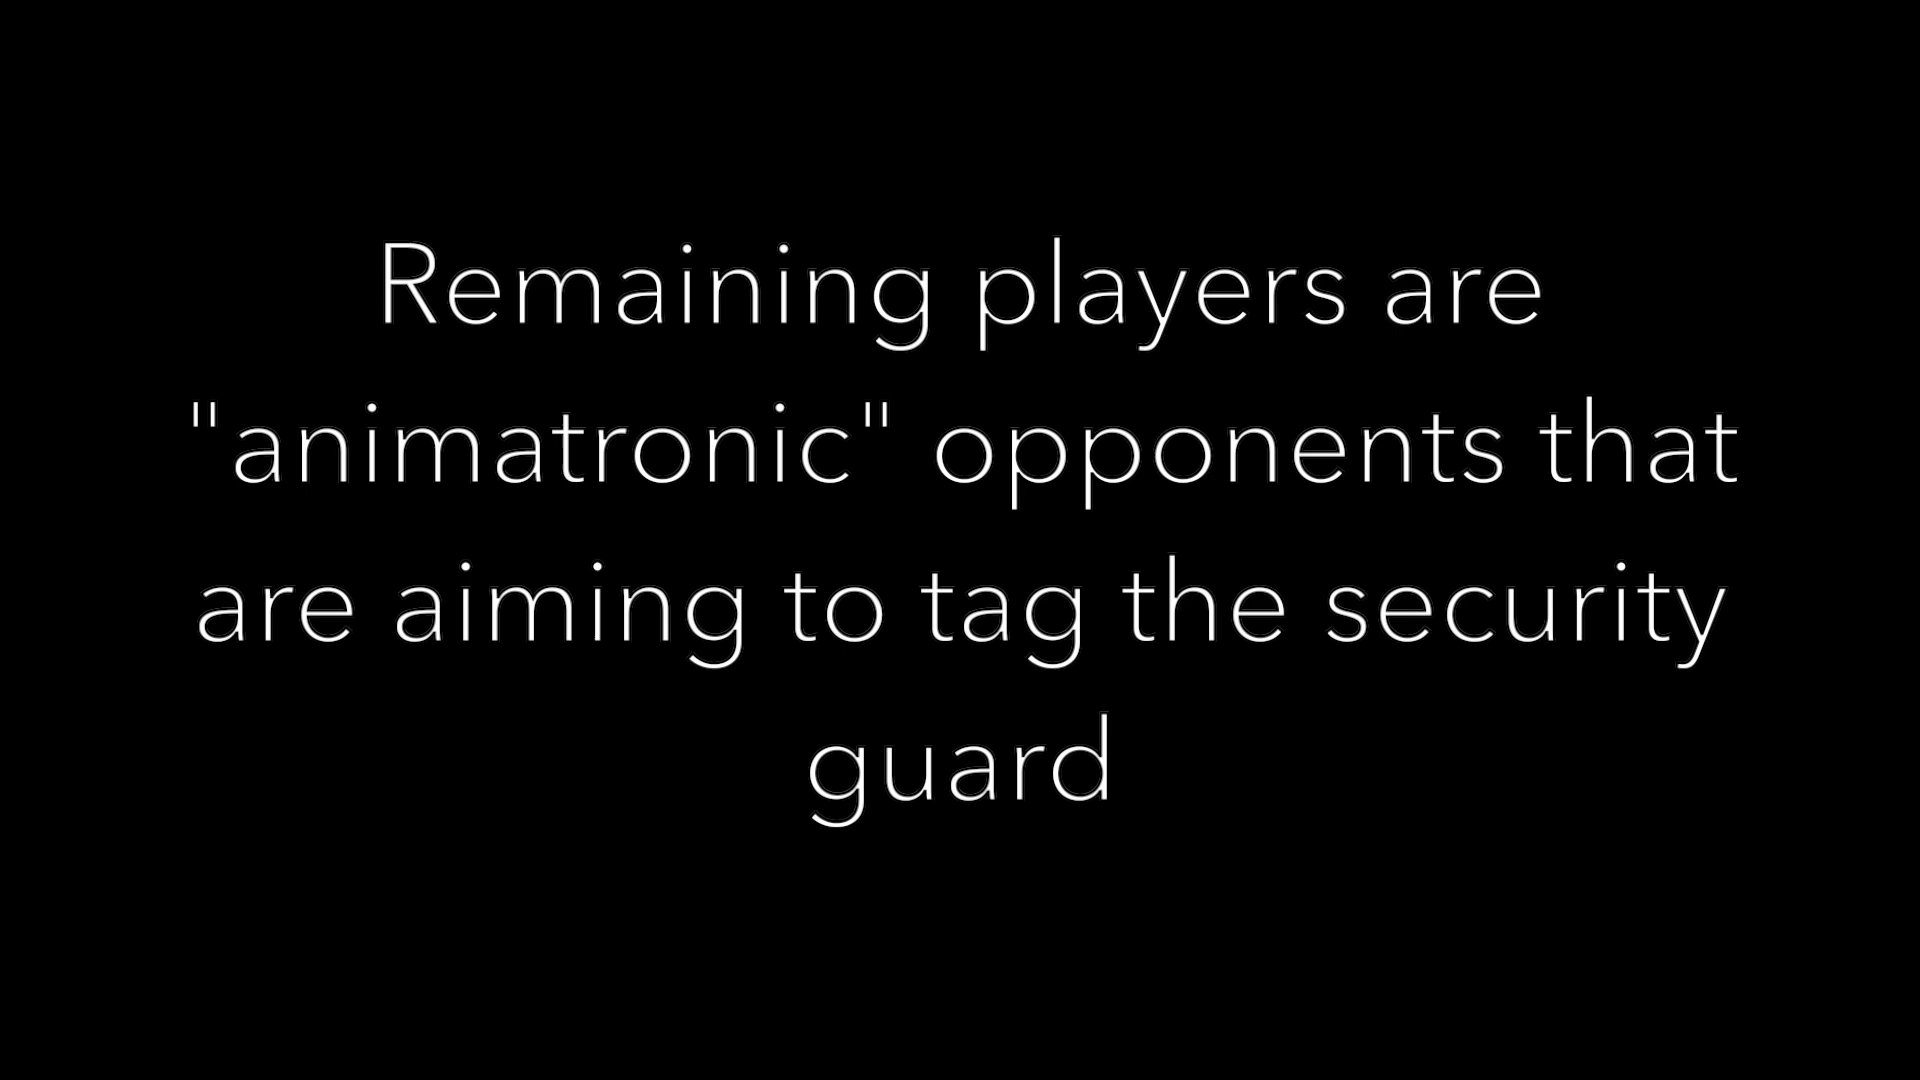 Remaining players are
"animatronic" opponents that
are aiming to tag the security
guard